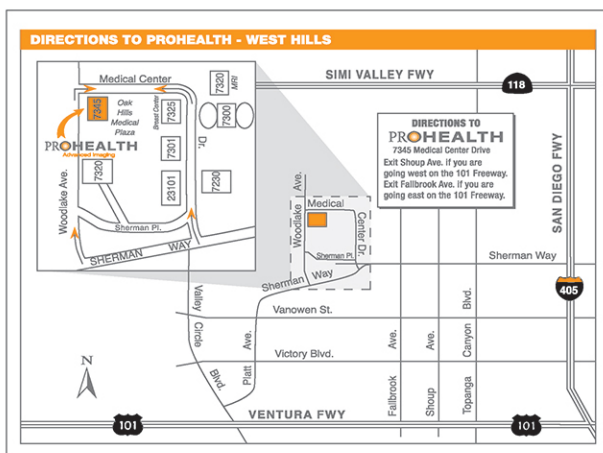 DIRECTIONS TO PROHEALTH - WEST HILLS
Medical Center
7345
Oak
Hills
Medical
Plaza
Breast Center
7325
7320
MRI
7300
PROHEALTH
Advanced Imaging
7320
7301
23101
7230
Dr.
Woodlake Ave.
Sherman Pl.
SHERMAN WAY
SIMI VALLEY FWY
118
DIRECTIONS TO
PROHEALTH
7345 Medical Center Drive
Exit Shoup Ave. if you are
going west on the 101 Freeway.
Exit Fallbrook Ave. if you are
going east on the 101 Freeway.
SAN DIEGO FWY
405
Woodlake Ave.
Medical
Center Dr.
Sherman Pl.
Sherman Way
Sherman Way
Vanowen St.
Victory Blvd.
Valley Circle Blvd.
Platt Ave.
Fallbrook Ave.
Shoup Ave.
Topanga Canyon Blvd.
N
VENTURA FWY
101
101